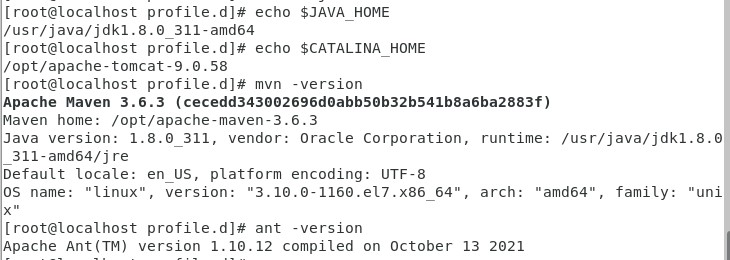 [root@localhost profile.d]# echo $JAVA_HOME
/usr/java/jdk1.8.0_311-amd64
[root@localhost profile.d]# echo $CATALINA_HOME
/opt/apache-tomcat-9.0.58
[root@localhost profile.d]# mvn -version
Apache Maven 3.6.3 (cecedd343002696d0abb50b32b541b8a6ba2883f)
Maven home: /opt/apache-maven-3.6.3
Java version: 1.8.0_311, vendor: Oracle Corporation, runtime: /usr/java/jdk1.8.0
_311-amd64/jre
Default locale: en_US, platform encoding: UTF-8
OS name: "linux", version: "3.10.0-1160.el7.x86_64", arch: "amd64", family: "uni
x"
[root@localhost profile.d]# ant -version
Apache Ant(TM) version 1.10.12 compiled on October 13 2021